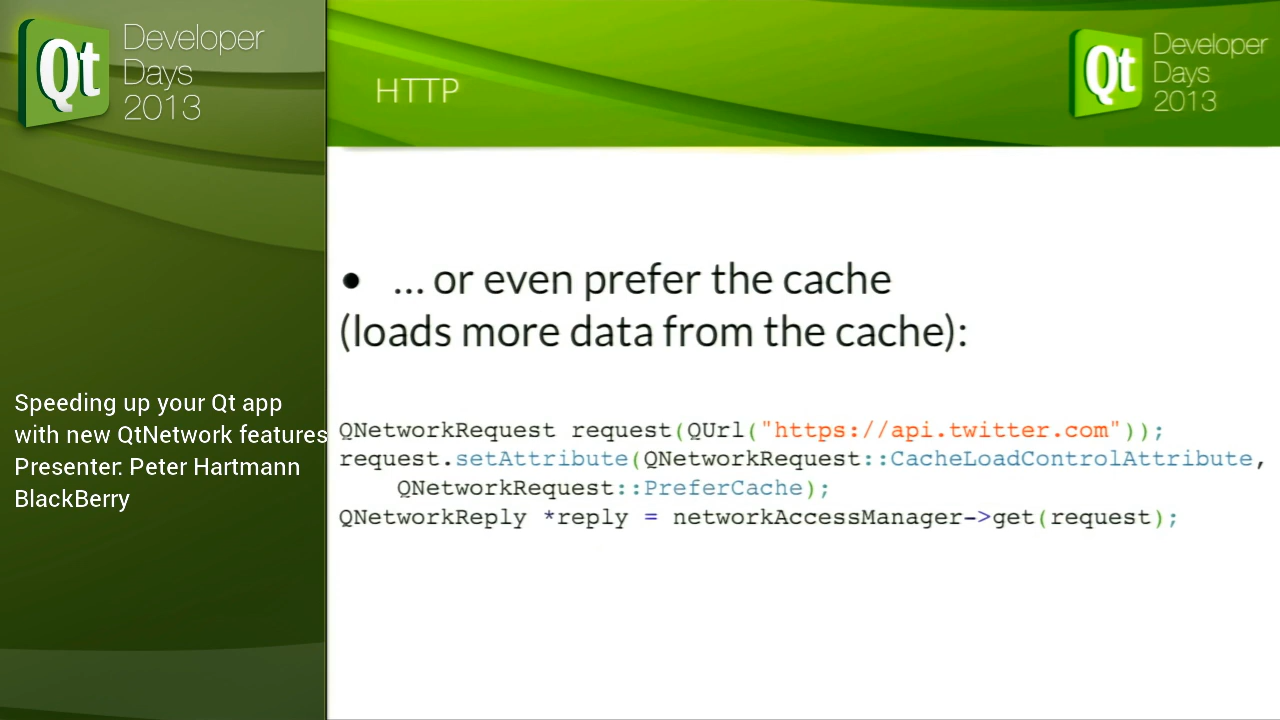 Qt Developer
Days
2013
HTTP
Qt Developer
Days
2013
• ... or even prefer the cache
(loads more data from the cache):
QNetworkRequest request(QUrl("https://api.twitter.com"));
request.setAttribute(QNetworkRequest::CacheLoadControlAttribute,
    QNetworkRequest::PreferCache);
QNetworkReply *reply = networkAccessManager->get(request);
Speeding up your Qt app
with new QtNetwork features
Presenter: Peter Hartmann
BlackBerry